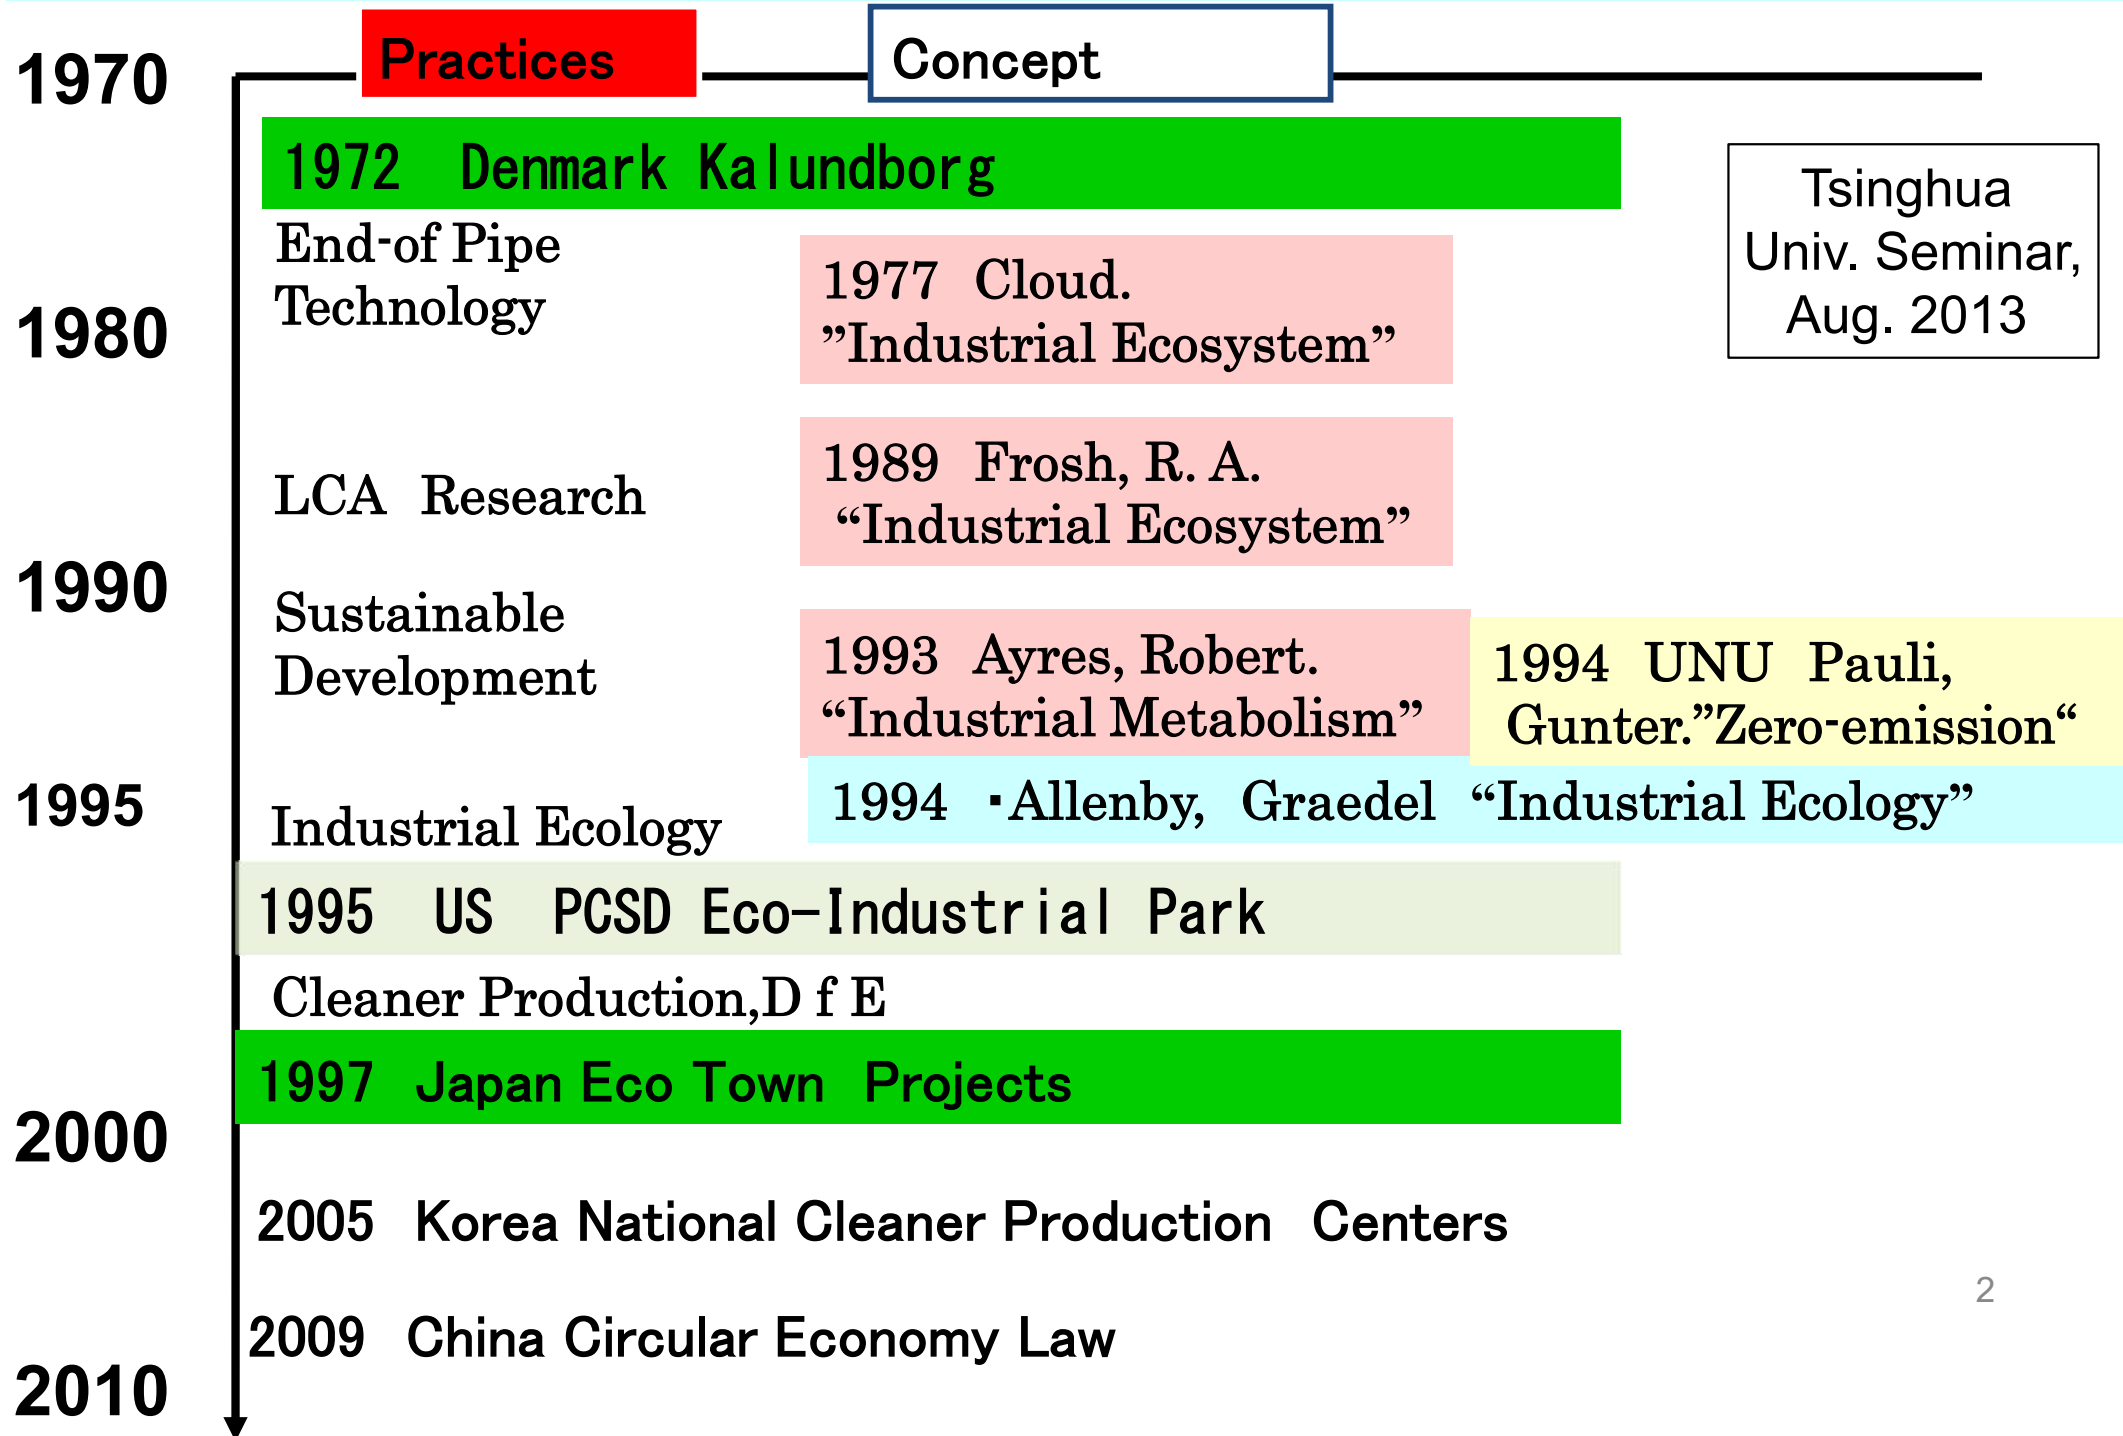 1970
Practices
Concept
1972 Denmark Kalundborg
Tsinghua
Univ. Seminar,
Aug. 2013
End-of Pipe
Technology
1977 Cloud.
”Industrial Ecosystem”
1980
1989 Frosh, R. A.
“Industrial Ecosystem”
LCA Research
1990
Sustainable
Development
1993 Ayres, Robert.
“Industrial Metabolism”
1994 UNU Pauli,
Gunter.”Zero-emission“
1995
1994 ▪Allenby, Graedel “Industrial Ecology”
Industrial Ecology
1995 US PCSD Eco-Industrial Park
Cleaner Production,D f E
1997 Japan Eco Town Projects
2000
2005 Korea National Cleaner Production Centers
2
2009 China Circular Economy Law
2010